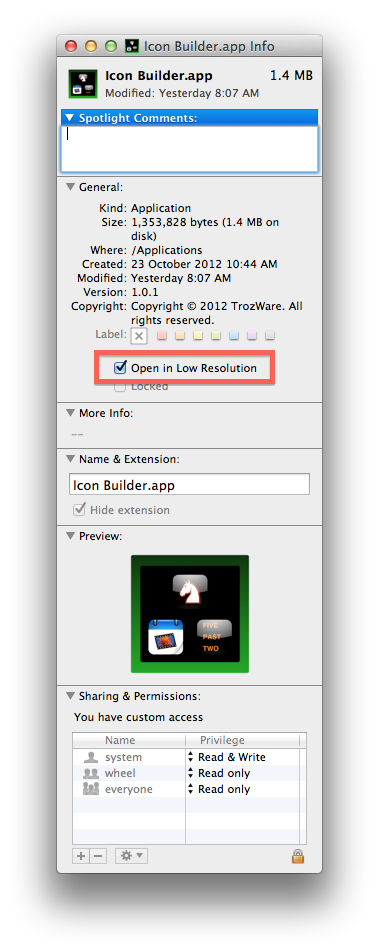 Icon Builder.app Info
Icon Builder.app 1.4 MB
Modified: Yesterday 8:07 AM
Spotlight Comments:
General:
Kind: Application
Size: 1,353,828 bytes (1.4 MB on
disk)
Where: /Applications
Created: 23 October 2012 10:44 AM
Modified: Yesterday 8:07 AM
Version: 1.0.1
Copyright: Copyright © 2012 TrozWare. All
rights reserved.
Label:
Open in Low Resolution
Locked
More Info:
--
Name & Extension:
Icon Builder.app
Hide extension
Preview:
FIVE
PAST
TWO
Sharing & Permissions:
You have custom access
Name Privilege
system Read & Write
wheel Read only
everyone Read only